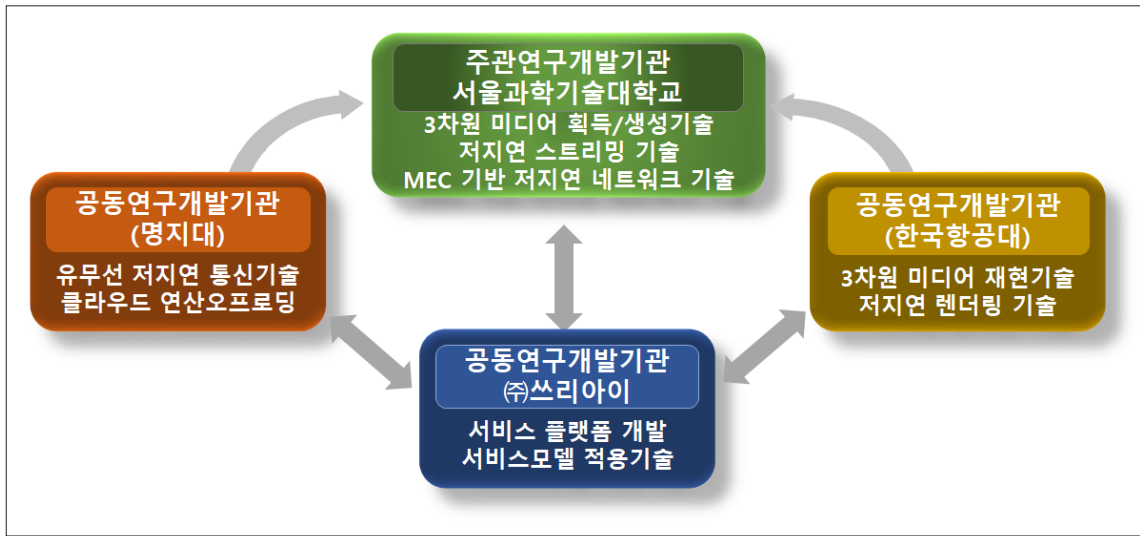 주관연구개발기관
서울과학기술대학교
3차원 미디어 획득/생성기술
저지연 스트리밍 기술
MEC 기반 저지연 네트워크 기술
공동연구개발기관
(명지대)
유무선 저지연 통신기술
클라우드 연산오프로딩
공동연구개발기관
(한국항공대)
3차원 미디어 재현기술
저지연 렌더링 기술
공동연구개발기관
㈜쓰리아이
서비스 플랫폼 개발
서비스모델 적용기술